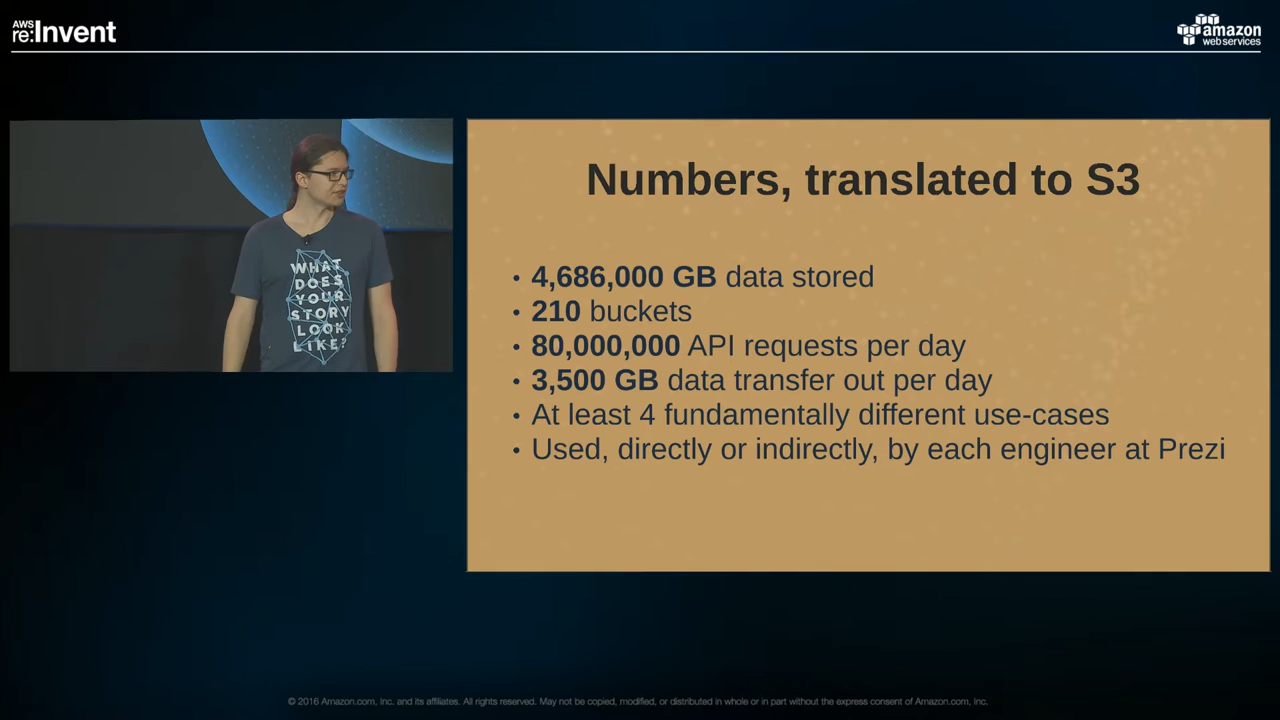 AWS
re:Invent
amazon
web services
WHAT
DOES
YOUR
STORY
LOOK
LIKE?
Numbers, translated to S3
• 4,686,000 GB data stored
• 210 buckets
• 80,000,000 API requests per day
• 3,500 GB data transfer out per day
• At least 4 fundamentally different use-cases
• Used, directly or indirectly, by each engineer at Prezi
© 2016 Amazon.com, Inc. and its affiliates. All rights reserved. May not be copied, modified, or distributed in whole or in part without the express consent of Amazon.com, Inc.